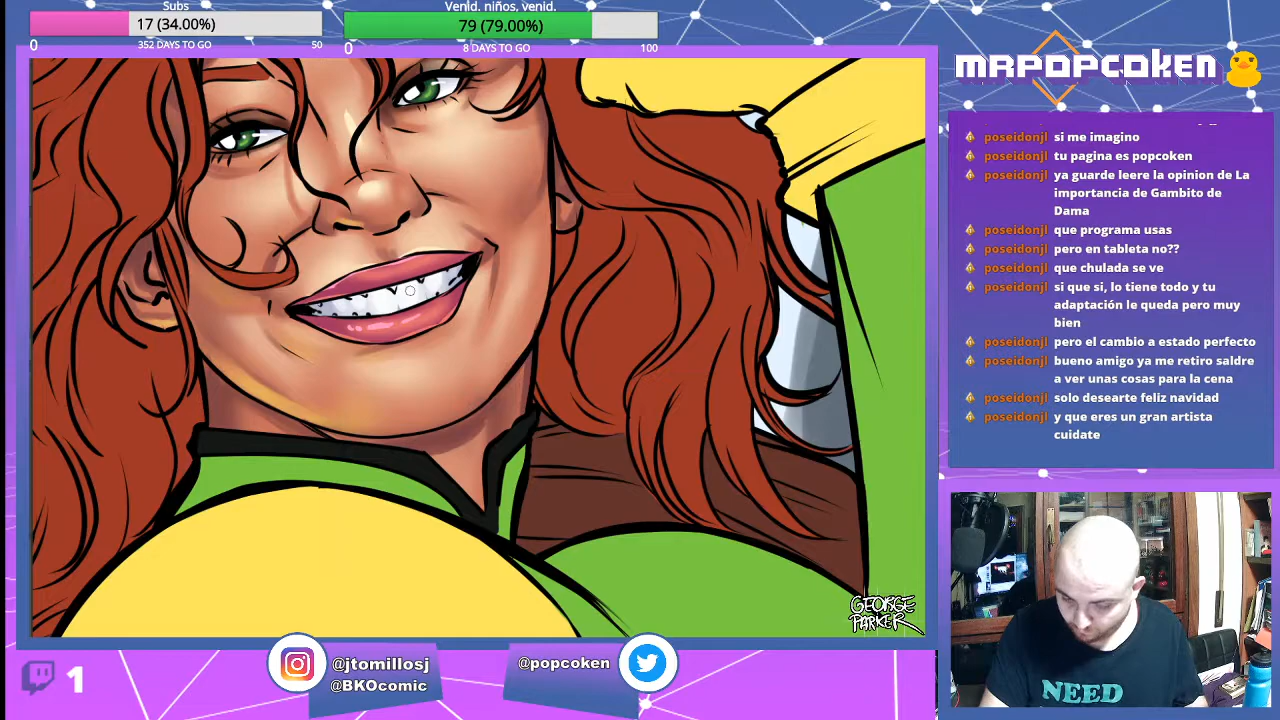 Subs
17 (34.00%)
0
352 DAYS TO GO
50
Venid, niños, venid.
79 (79.00%)
0
8 DAYS TO GO
100
MRPOPCOKEN
poseidonjl si me imagino
poseidonjl tu pagina es popcoken
poseidonjl ya guarde leere la opinion de La
importancia de Gambito de
Dama
poseidonjl que programa usas
poseidonjl pero en tableta no??
poseidonjl que chulada se ve
poseidonjl si que si, lo tiene todo y tu
adaptación le queda pero muy
bien
poseidonjl pero el cambio a estado perfecto
poseidonjl bueno amigo ya me retiro saldre
a ver unas cosas para la cena
poseidonjl solo desearte feliz navidad
poseidonjl y que eres un gran artista
cuidate
GEORGE
PARKER
NEED
1
@jtomillosj
@BKOcomic
@popcoken